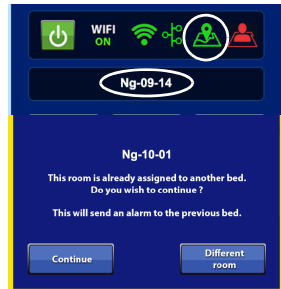 WIFI
ON
Ng-09-14
Ng-10-01
This room is already assigned to another bed.
Do you wish to continue ?
This will send an alarm to the previous bed.
Continue
Different
room